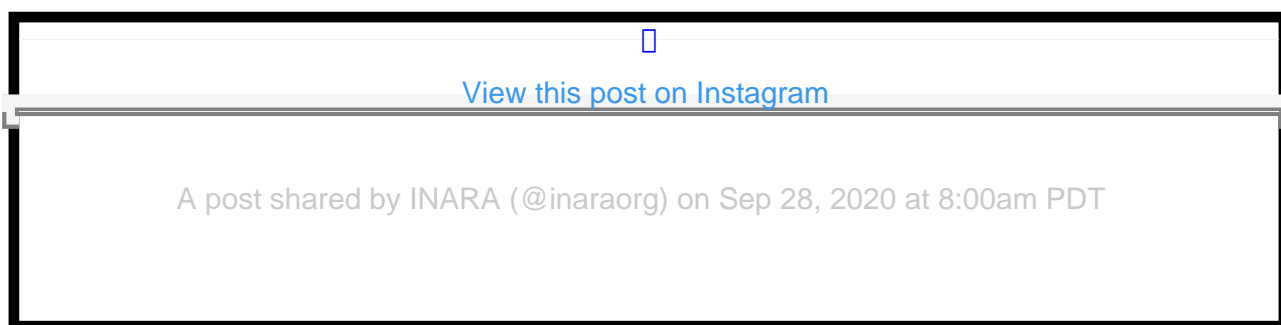 View this post on Instagram
A post shared by INARA (@inaraorg) on Sep 28, 2020 at 8:00am PDT